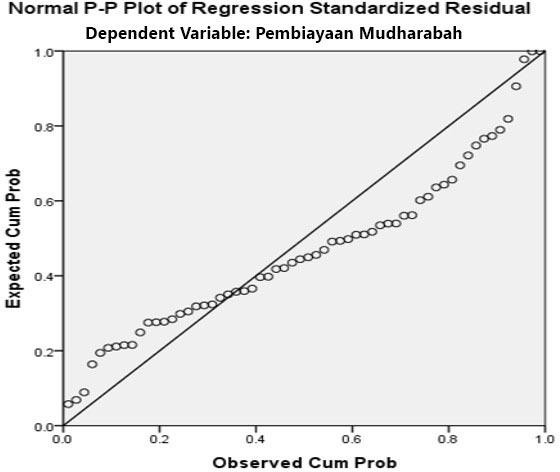 Normal P-P Plot of Regression Standardized Residual
Dependent Variable: Pembiayaan Mudharabah
1.0
0.8
0.6
0.4
0.2
0.0
Expected Cum Prob
0.0 0.2 0.4 0.6 0.8 1.0
Observed Cum Prob